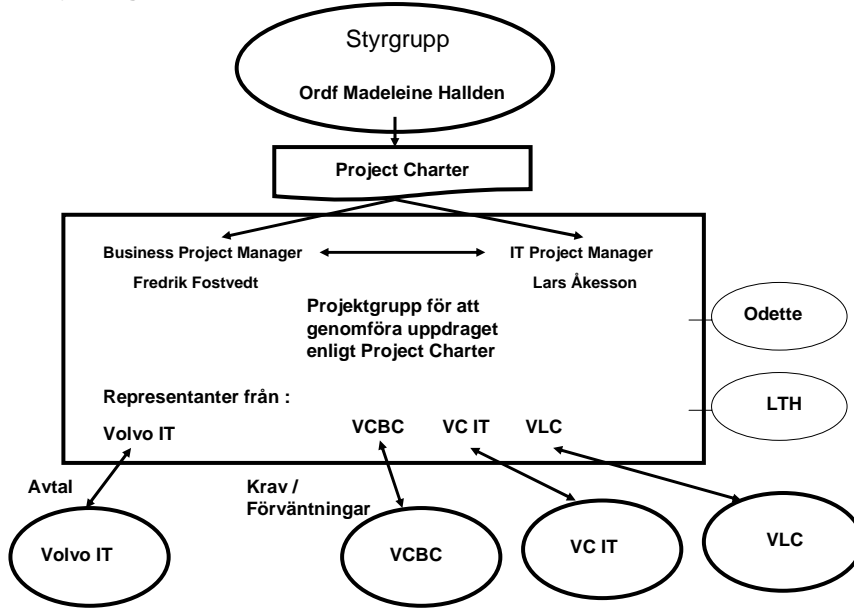 Styrgrupp
Ordf Madeleine Hallden
Project Charter
Business Project Manager
Fredrik Fostvedt
IT Project Manager
Lars Åkesson
Projektgrupp för att
genomföra uppdraget
enligt Project Charter
Odette
LTH
Representanter från :
Volvo IT
VCBC
VC IT
VLC
Avtal
Krav /
Förväntningar
Volvo IT
VCBC
VC IT
VLC